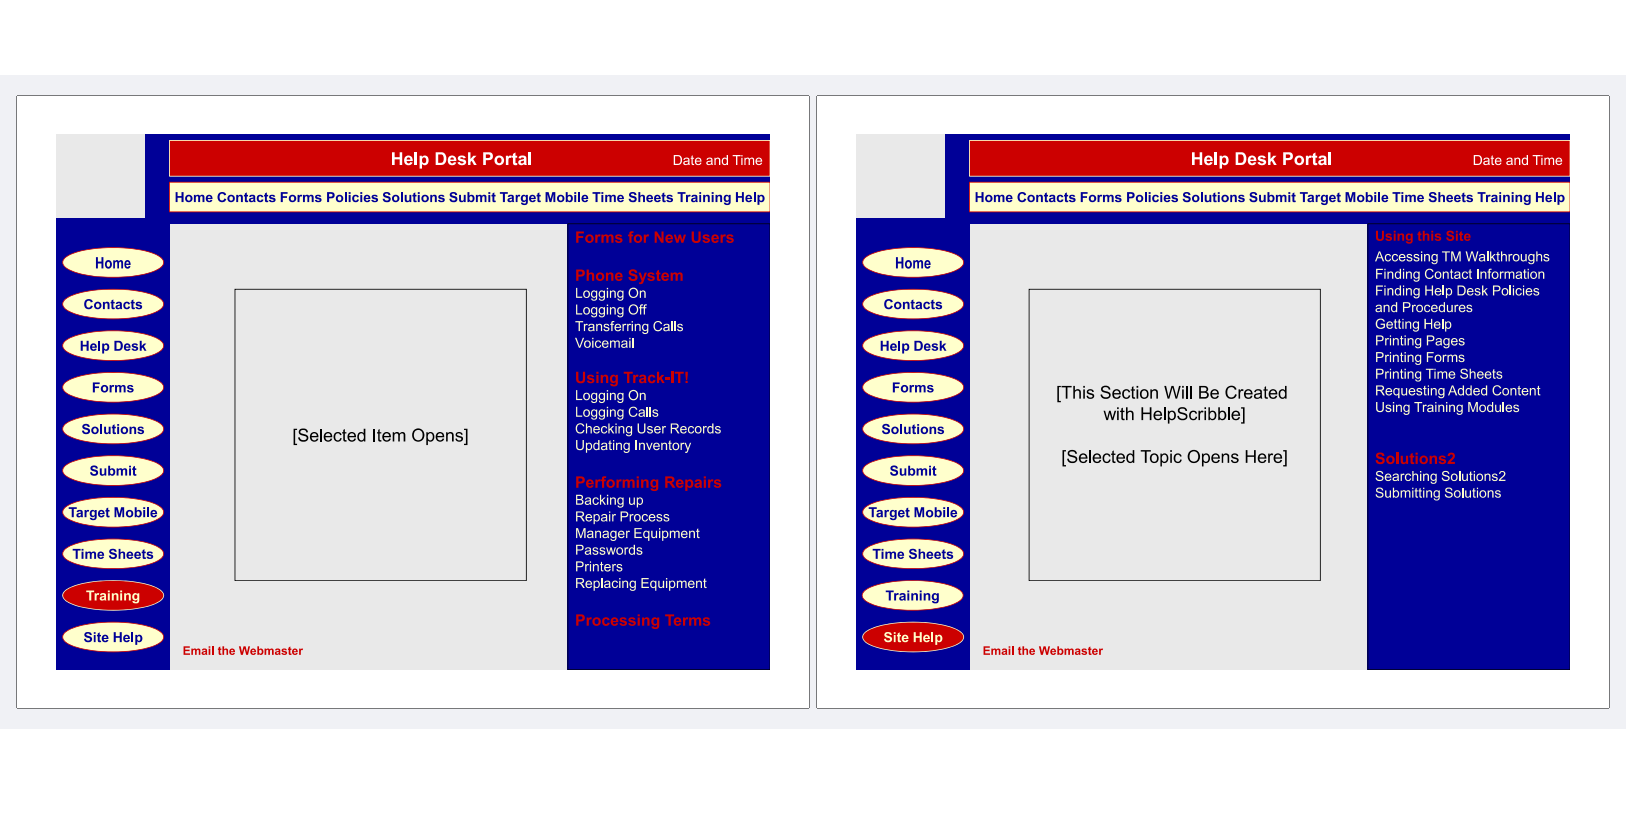 Help Desk Portal
Date and Time
Home Contacts Forms Policies Solutions Submit Target Mobile Time Sheets Training Help
Home
Contacts
Help Desk
Forms
Solutions
Submit
Target Mobile
Time Sheets
Training
Site Help
[Selected Item Opens]
Email the Webmaster
Forms for New Users
Phone System
Logging On
Logging Off
Transferring Calls
Voicemail
Using Track-IT!
Logging On
Logging Calls
Checking User Records
Updating Inventory
Performing Repairs
Backing up
Repair Process
Manager Equipment
Passwords
Printers
Replacing Equipment
Processing Terms
Help Desk Portal
Date and Time
Home Contacts Forms Policies Solutions Submit Target Mobile Time Sheets Training Help
Home
Contacts
Help Desk
Forms
Solutions
Submit
Target Mobile
Time Sheets
Training
Site Help
[This Section Will Be Created
with HelpScribble]
[Selected Topic Opens Here]
Email the Webmaster
Using this Site
Accessing TM Walkthroughs
Finding Contact Information
Finding Help Desk Policies
and Procedures
Getting Help
Printing Pages
Printing Forms
Printing Time Sheets
Requesting Added Content
Using Training Modules
Solutions2
Searching Solutions2
Submitting Solutions